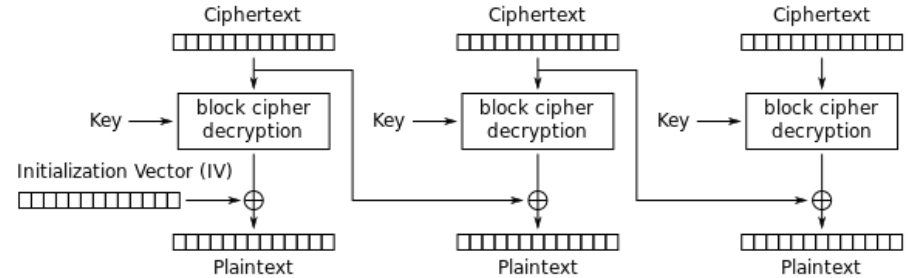 Ciphertext Ciphertext Ciphertext
Key block cipher decryption Key block cipher decryption Key block cipher decryption
Initialization Vector (IV)
Plaintext Plaintext Plaintext